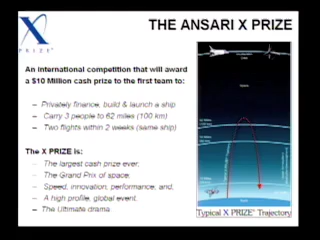 X
PRIZE
THE ANSARI X PRIZE
An international competition that will award
a $10 Million cash prize to the first team to:
– Privately finance, build & launch a ship
– Carry 3 people to 62 miles (100 km)
– Two flights within 2 weeks (same ship)
The X PRIZE is:
– The largest cash prize ever,
– The Grand Prix of space,
– Speed, innovation, performance, and,
– A high profile, global event.
– The Ultimate drama
Typical X PRIZE Trajectory